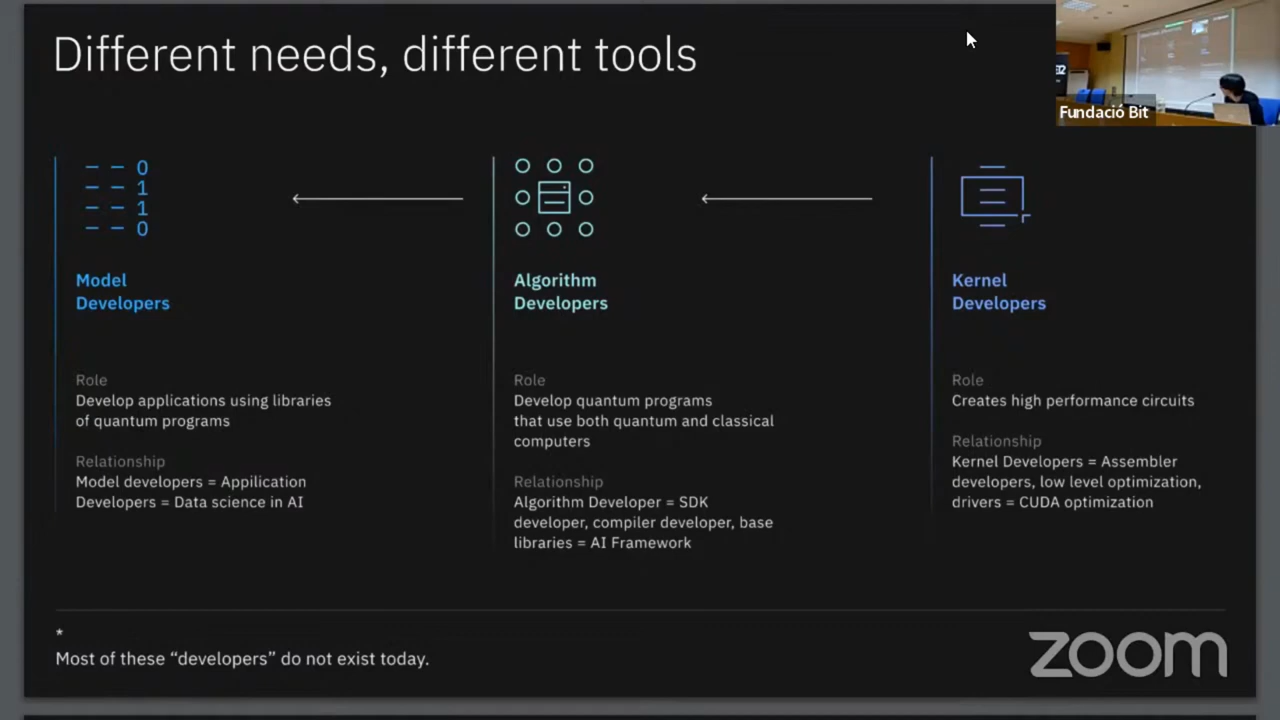 Different needs, different tools
Fundació Bit
– – 0
– – 1
– – 1
– – 0
Model
Developers
Role
Develop applications using libraries
of quantum programs
Relationship
Model developers = Appilication
Developers = Data science in AI
Algorithm
Developers
Role
Develop quantum programs
that use both quantum and classical
computers
Relationship
Algorithm Developer = SDK
developer, compiler developer, base
libraries = AI Framework
Kernel
Developers
Role
Creates high performance circuits
Relationship
Kernel Developers = Assembler
developers, low level optimization,
drivers = CUDA optimization
*
Most of these “developers” do not exist today.
zoom